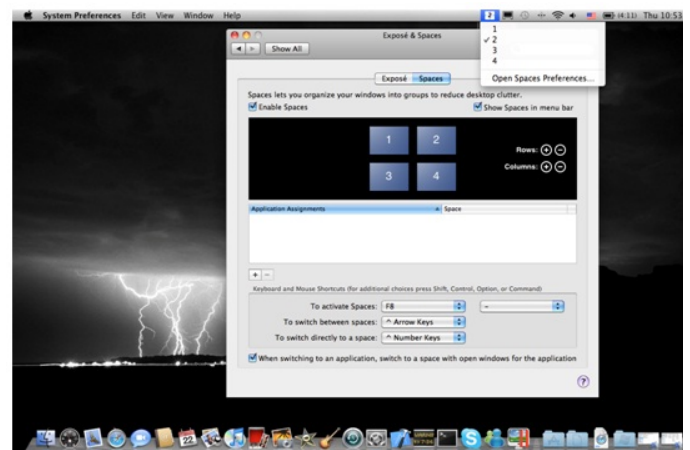 System Preferences Edit View Window Help
2 (4:11) Thu 10:53
1
✓ 2
3
4
Open Spaces Preferences...
Exposé & Spaces
Show All
Exposé Spaces
Spaces lets you organize your windows into groups to reduce desktop clutter.
Enable Spaces Show Spaces in menu bar
1 2
Rows:
3 4
Columns:
Application Assignments Space
+ −
Keyboard and Mouse Shortcuts (for additional choices press Shift, Control, Option, or Command)
To activate Spaces: F8 –
To switch between spaces: ^ Arrow Keys
To switch directly to a space: ^ Number Keys
When switching to an application, switch to a space with open windows for the application
?
22